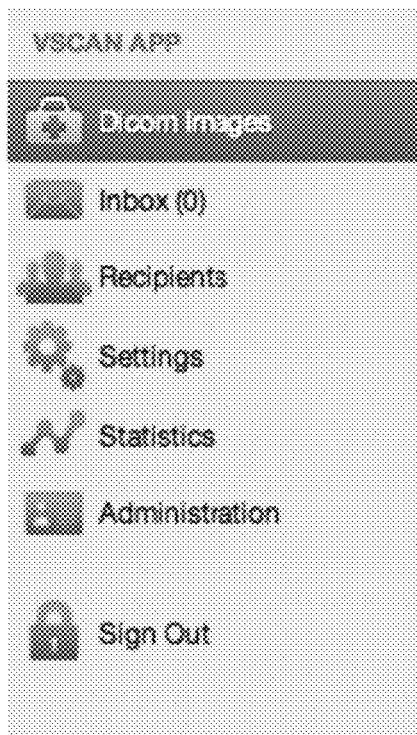 VSCAN APP
Dicom Images
Inbox (0)
Recipients
Settings
Statistics
Administration
Sign Out